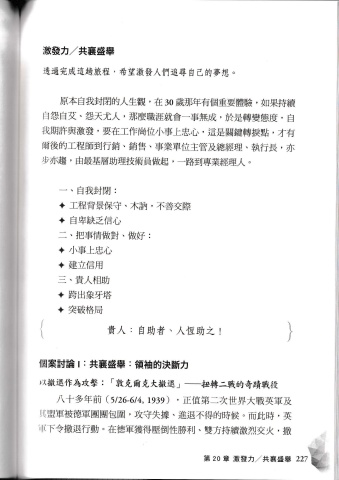 激發力／共襄盛舉
透過完成這趟旅程，希望激發人們追尋自己的夢想。
原本自我封閉的人生觀，在 30 歲那年有個重要體驗，如果持續
自怨自艾、怨天尤人，那麼職涯就會一事無成，於是轉變態度，自
我期許與激發，要在工作崗位小事上忠心，這是關鍵轉捩點，才有
爾後的工程師到行銷、銷售、事業單位主管及總經理、執行長，亦
步亦趨，由最基層助理技術員做起，一路到專業經理人。
一、自我封閉：
✦ 工程背景保守、木訥，不善交際
✦ 自卑缺乏信心
二、把事情做對、做好：
✦ 小事上忠心
✦ 建立信用
三、貴人相助
✦ 跨出象牙塔
✦ 突破格局
貴人：自助者、人恆助之！
個案討論 I：共襄盛舉：領袖的決斷力
以撤退作為攻擊：「敦克爾克大撤退」——扭轉二戰的奇蹟戰役
八十多年前（5/26-6/4, 1939），正值第二次世界大戰英軍及
其盟軍被德軍團團包圍，攻守失據、進退不得的時候。而此時，英
軍下令撤退行動。在德軍獲得壓倒性勝利、雙方持續激烈交火，撤
第 20 章 激發力／共襄盛舉 227